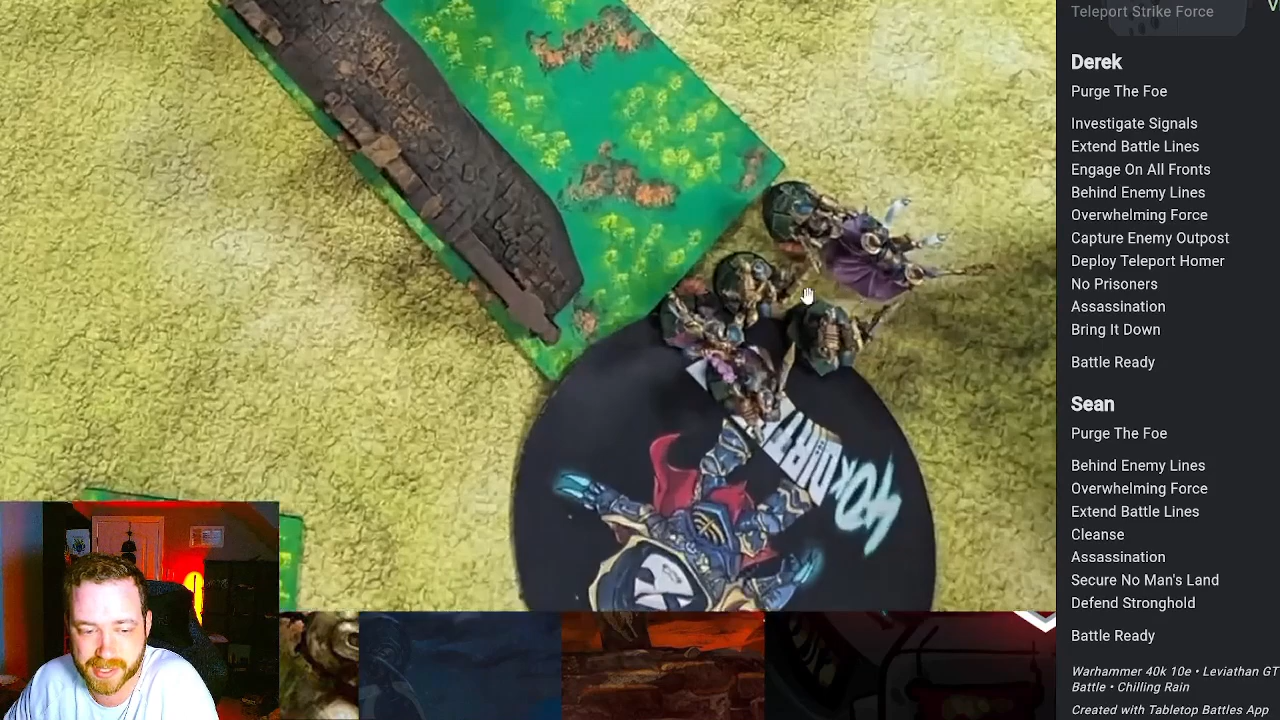 Teleport Strike Force
Derek
Purge The Foe
Investigate Signals
Extend Battle Lines
Engage On All Fronts
Behind Enemy Lines
Overwhelming Force
Capture Enemy Outpost
Deploy Teleport Homer
No Prisoners
Assassination
Bring It Down
Battle Ready
Sean
Purge The Foe
Behind Enemy Lines
Overwhelming Force
Extend Battle Lines
Cleanse
Assassination
Secure No Man's Land
Defend Stronghold
Battle Ready
Warhammer 40k 10e • Leviathan GT
Battle • Chilling Rain
Created with Tabletop Battles App